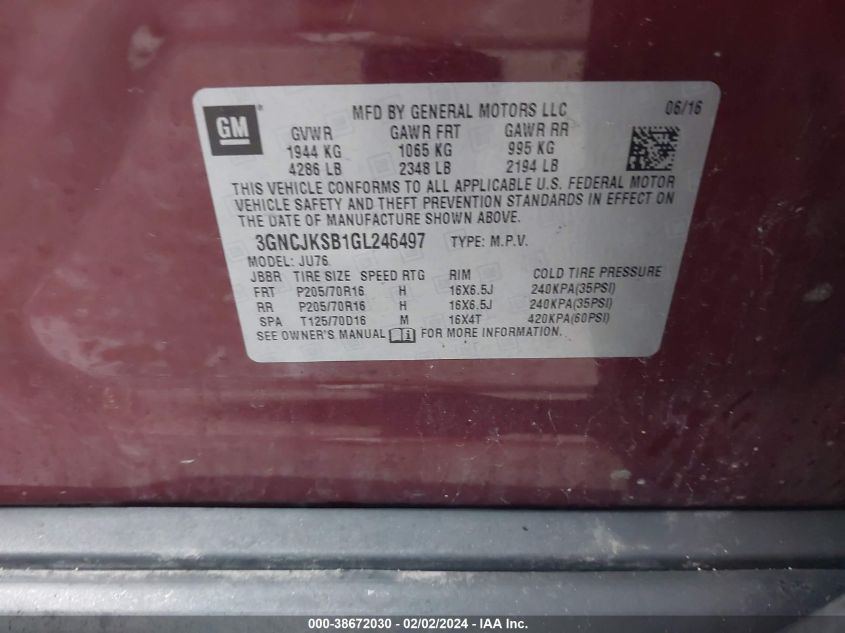 GM ®
MFD BY GENERAL MOTORS LLC 06/16
GVWR GAWR FRT GAWR RR
1944 KG 1065 KG 995 KG
4286 LB 2348 LB 2194 LB
THIS VEHICLE CONFORMS TO ALL APPLICABLE U.S. FEDERAL MOTOR
VEHICLE SAFETY AND THEFT PREVENTION STANDARDS IN EFFECT ON
THE DATE OF MANUFACTURE SHOWN ABOVE.
3GNCJKSB1GL246497 TYPE: M.P.V.
MODEL: JU76
JBBR TIRE SIZE SPEED RTG RIM COLD TIRE PRESSURE
FRT P205/70R16 H 16X6.5J 240KPA(35PSI)
RR P205/70R16 H 16X6.5J 240KPA(35PSI)
SPA T125/70D16 M 16X4T 420KPA(60PSI)
SEE OWNER'S MANUAL i FOR MORE INFORMATION.
000-38672030 - 02/02/2024 - IAA Inc.